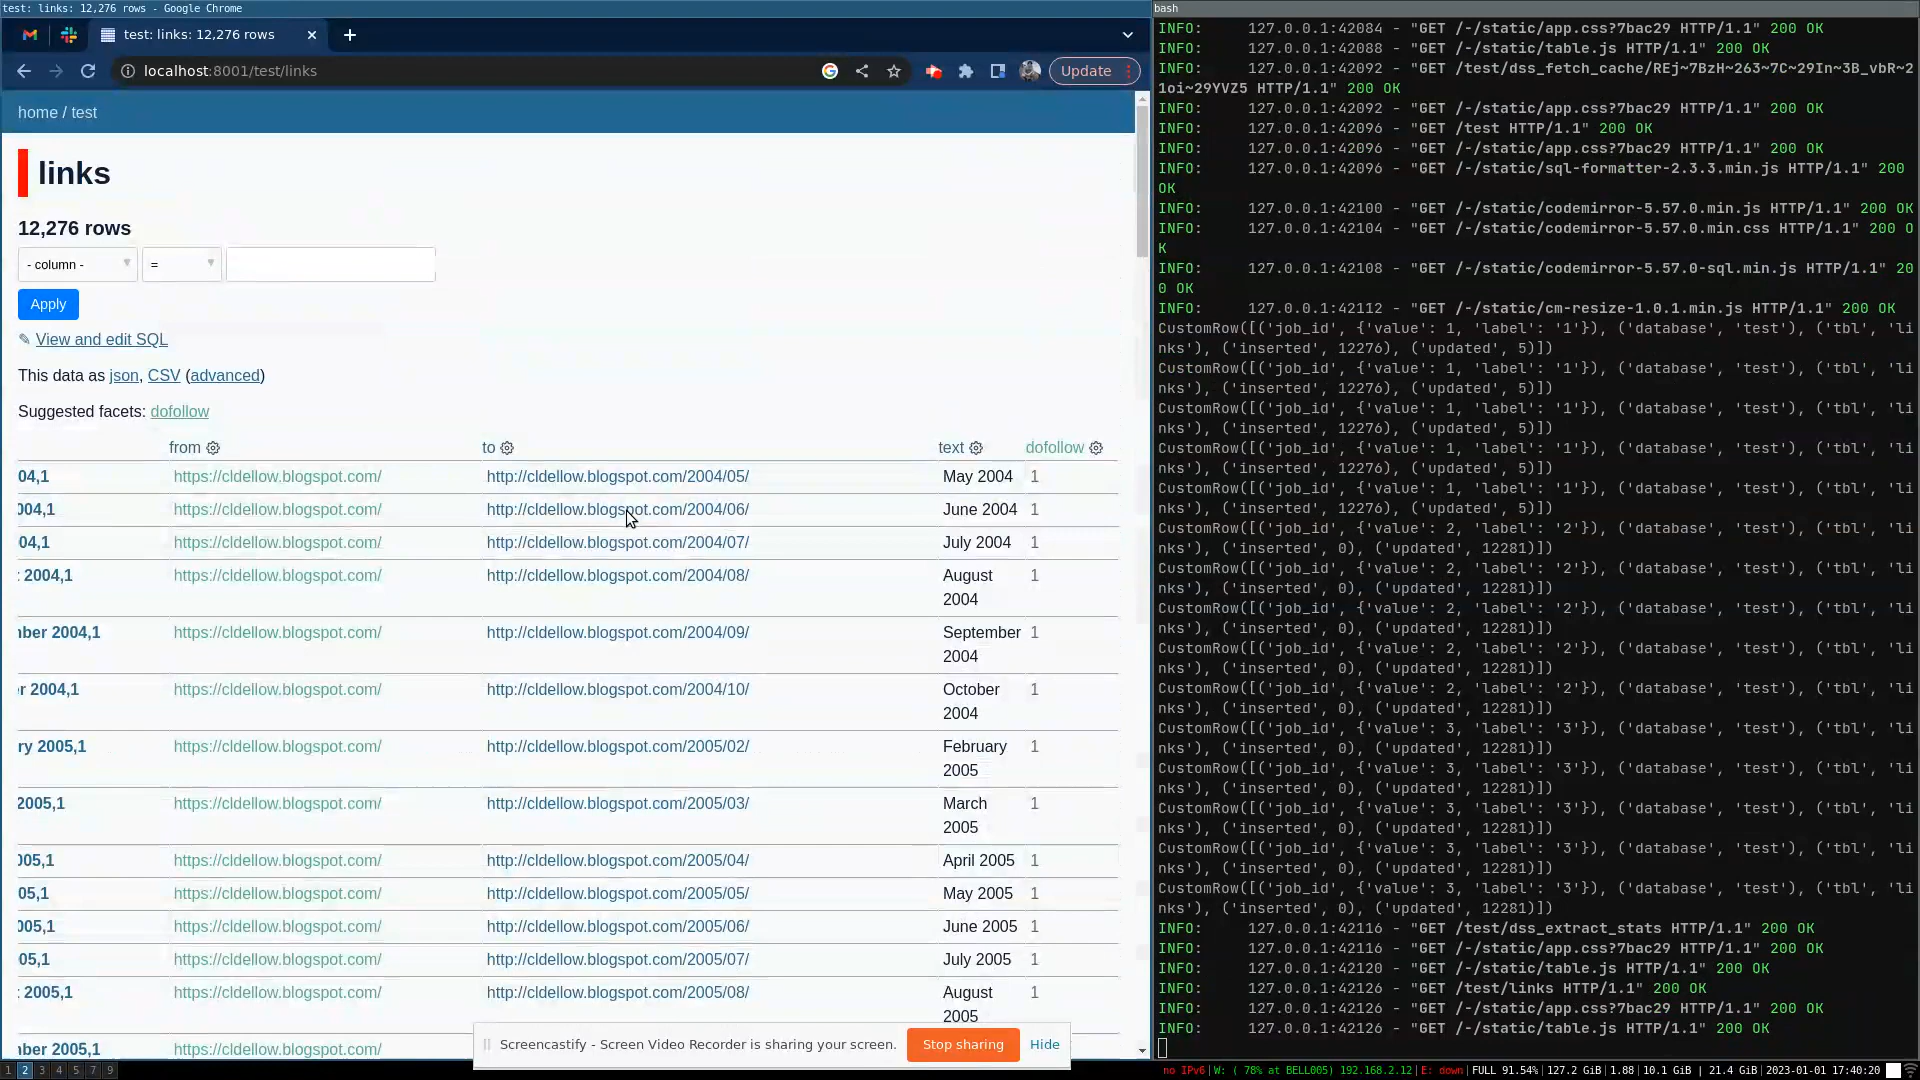 test: links: 12,276 rows - Google Chrome
test: links: 12,276 rows
localhost:8001/test/links
Update
home / test
links
12,276 rows
- column -
=
Apply
✎ View and edit SQL
This data as json, CSV (advanced)
Suggested facets: dofollow
from to text dofollow
04,1 https://cldellow.blogspot.com/ http://cldellow.blogspot.com/2004/05/ May 2004 1
004,1 https://cldellow.blogspot.com/ http://cldellow.blogspot.com/2004/06/ June 2004 1
04,1 https://cldellow.blogspot.com/ http://cldellow.blogspot.com/2004/07/ July 2004 1
2004,1 https://cldellow.blogspot.com/ http://cldellow.blogspot.com/2004/08/ August
2004
ber 2004,1 https://cldellow.blogspot.com/ http://cldellow.blogspot.com/2004/09/ September 1
2004
r 2004,1 https://cldellow.blogspot.com/ http://cldellow.blogspot.com/2004/10/ October 1
2004
ry 2005,1 https://cldellow.blogspot.com/ http://cldellow.blogspot.com/2005/02/ February 1
2005
2005,1 https://cldellow.blogspot.com/ http://cldellow.blogspot.com/2005/03/ March 1
2005
005,1 https://cldellow.blogspot.com/ http://cldellow.blogspot.com/2005/04/ April 2005 1
05,1 https://cldellow.blogspot.com/ http://cldellow.blogspot.com/2005/05/ May 2005 1
005,1 https://cldellow.blogspot.com/ http://cldellow.blogspot.com/2005/06/ June 2005 1
05,1 https://cldellow.blogspot.com/ http://cldellow.blogspot.com/2005/07/ July 2005 1
2005,1 https://cldellow.blogspot.com/ http://cldellow.blogspot.com/2005/08/ August 1
2005
ber 2005,1 https://cldellow.blogspot.com/
Screencastify - Screen Video Recorder is sharing your screen. Stop sharing Hide
bash
INFO: 127.0.0.1:42084 - "GET /-/static/app.css?7bac29 HTTP/1.1" 200 OK
INFO: 127.0.0.1:42088 - "GET /-/static/table.js HTTP/1.1" 200 OK
INFO: 127.0.0.1:42092 - "GET /test/dss_fetch_cache/REj~7BzH~263~7C~29In~3B_vbR~2
1oi~29YVZ5 HTTP/1.1" 200 OK
INFO: 127.0.0.1:42092 - "GET /-/static/app.css?7bac29 HTTP/1.1" 200 OK
INFO: 127.0.0.1:42096 - "GET /test HTTP/1.1" 200 OK
INFO: 127.0.0.1:42096 - "GET /-/static/app.css?7bac29 HTTP/1.1" 200 OK
INFO: 127.0.0.1:42096 - "GET /-/static/sql-formatter-2.3.3.min.js HTTP/1.1" 200
OK
INFO: 127.0.0.1:42100 - "GET /-/static/codemirror-5.57.0.min.js HTTP/1.1" 200 OK
INFO: 127.0.0.1:42104 - "GET /-/static/codemirror-5.57.0.min.css HTTP/1.1" 200 O
K
INFO: 127.0.0.1:42108 - "GET /-/static/codemirror-5.57.0-sql.min.js HTTP/1.1" 20
0 OK
INFO: 127.0.0.1:42112 - "GET /-/static/cm-resize-1.0.1.min.js HTTP/1.1" 200 OK
CustomRow([('job_id', {'value': 1, 'label': '1'}), ('database', 'test'), ('tbl', 'li
nks'), ('inserted', 12276), ('updated', 5)])
CustomRow([('job_id', {'value': 1, 'label': '1'}), ('database', 'test'), ('tbl', 'li
nks'), ('inserted', 12276), ('updated', 5)])
CustomRow([('job_id', {'value': 1, 'label': '1'}), ('database', 'test'), ('tbl', 'li
nks'), ('inserted', 12276), ('updated', 5)])
CustomRow([('job_id', {'value': 1, 'label': '1'}), ('database', 'test'), ('tbl', 'li
nks'), ('inserted', 12276), ('updated', 5)])
CustomRow([('job_id', {'value': 1, 'label': '1'}), ('database', 'test'), ('tbl', 'li
nks'), ('inserted', 12276), ('updated', 5)])
CustomRow([('job_id', {'value': 2, 'label': '2'}), ('database', 'test'), ('tbl', 'li
nks'), ('inserted', 0), ('updated', 12281)])
CustomRow([('job_id', {'value': 2, 'label': '2'}), ('database', 'test'), ('tbl', 'li
nks'), ('inserted', 0), ('updated', 12281)])
CustomRow([('job_id', {'value': 2, 'label': '2'}), ('database', 'test'), ('tbl', 'li
nks'), ('inserted', 0), ('updated', 12281)])
CustomRow([('job_id', {'value': 2, 'label': '2'}), ('database', 'test'), ('tbl', 'li
nks'), ('inserted', 0), ('updated', 12281)])
CustomRow([('job_id', {'value': 2, 'label': '2'}), ('database', 'test'), ('tbl', 'li
nks'), ('inserted', 0), ('updated', 12281)])
CustomRow([('job_id', {'value': 3, 'label': '3'}), ('database', 'test'), ('tbl', 'li
nks'), ('inserted', 0), ('updated', 12281)])
CustomRow([('job_id', {'value': 3, 'label': '3'}), ('database', 'test'), ('tbl', 'li
nks'), ('inserted', 0), ('updated', 12281)])
CustomRow([('job_id', {'value': 3, 'label': '3'}), ('database', 'test'), ('tbl', 'li
nks'), ('inserted', 0), ('updated', 12281)])
CustomRow([('job_id', {'value': 3, 'label': '3'}), ('database', 'test'), ('tbl', 'li
nks'), ('inserted', 0), ('updated', 12281)])
CustomRow([('job_id', {'value': 3, 'label': '3'}), ('database', 'test'), ('tbl', 'li
nks'), ('inserted', 0), ('updated', 12281)])
INFO: 127.0.0.1:42116 - "GET /test/dss_extract_stats HTTP/1.1" 200 OK
INFO: 127.0.0.1:42116 - "GET /-/static/app.css?7bac29 HTTP/1.1" 200 OK
INFO: 127.0.0.1:42120 - "GET /-/static/table.js HTTP/1.1" 200 OK
INFO: 127.0.0.1:42126 - "GET /test/links HTTP/1.1" 200 OK
INFO: 127.0.0.1:42126 - "GET /-/static/app.css?7bac29 HTTP/1.1" 200 OK
INFO: 127.0.0.1:42126 - "GET /-/static/table.js HTTP/1.1" 200 OK
1 2 3 4 5 7 9
no IPv6|W: ( 78% at BELL005) 192.168.2.12|E: down|FULL 91.54%|127.2 GiB|1.88|10.1 GiB | 21.4 GiB|2023-01-01 17:40:20